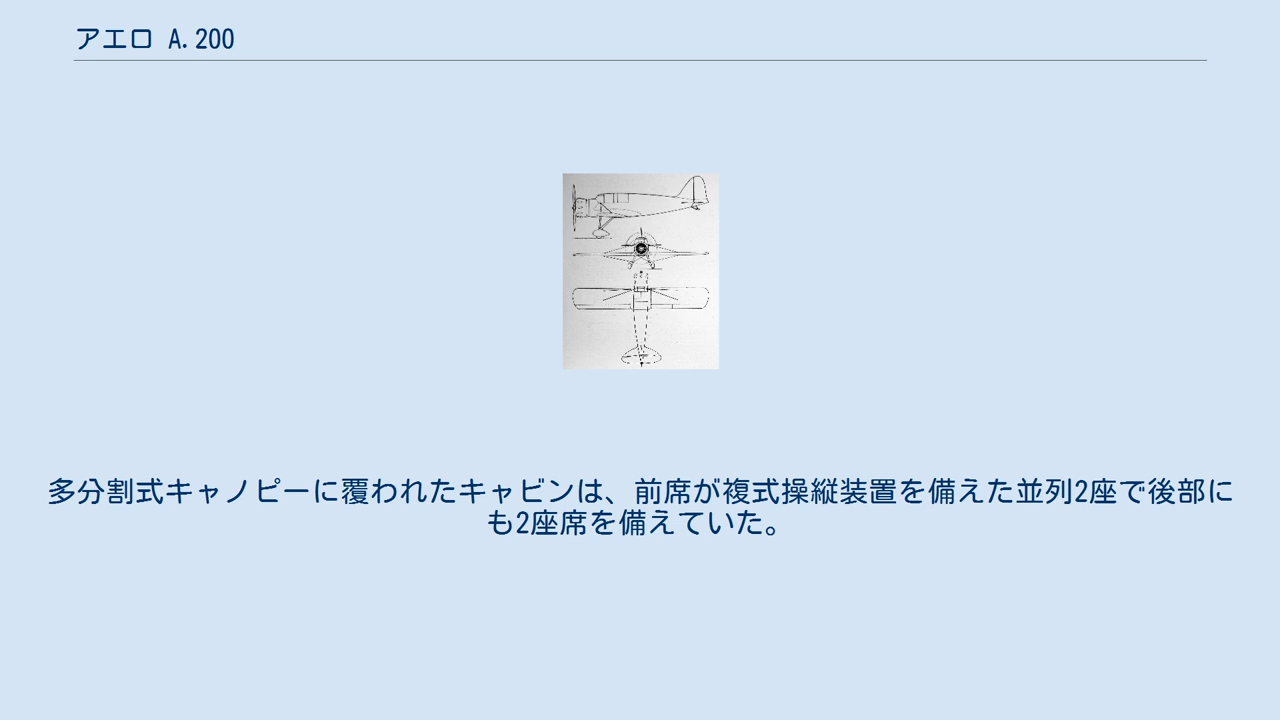 アエロ A.200
多分割式キャノピーに覆われたキャビンは、前席が複式操縦装置を備えた並列2座で後部に
も2座席を備えていた。